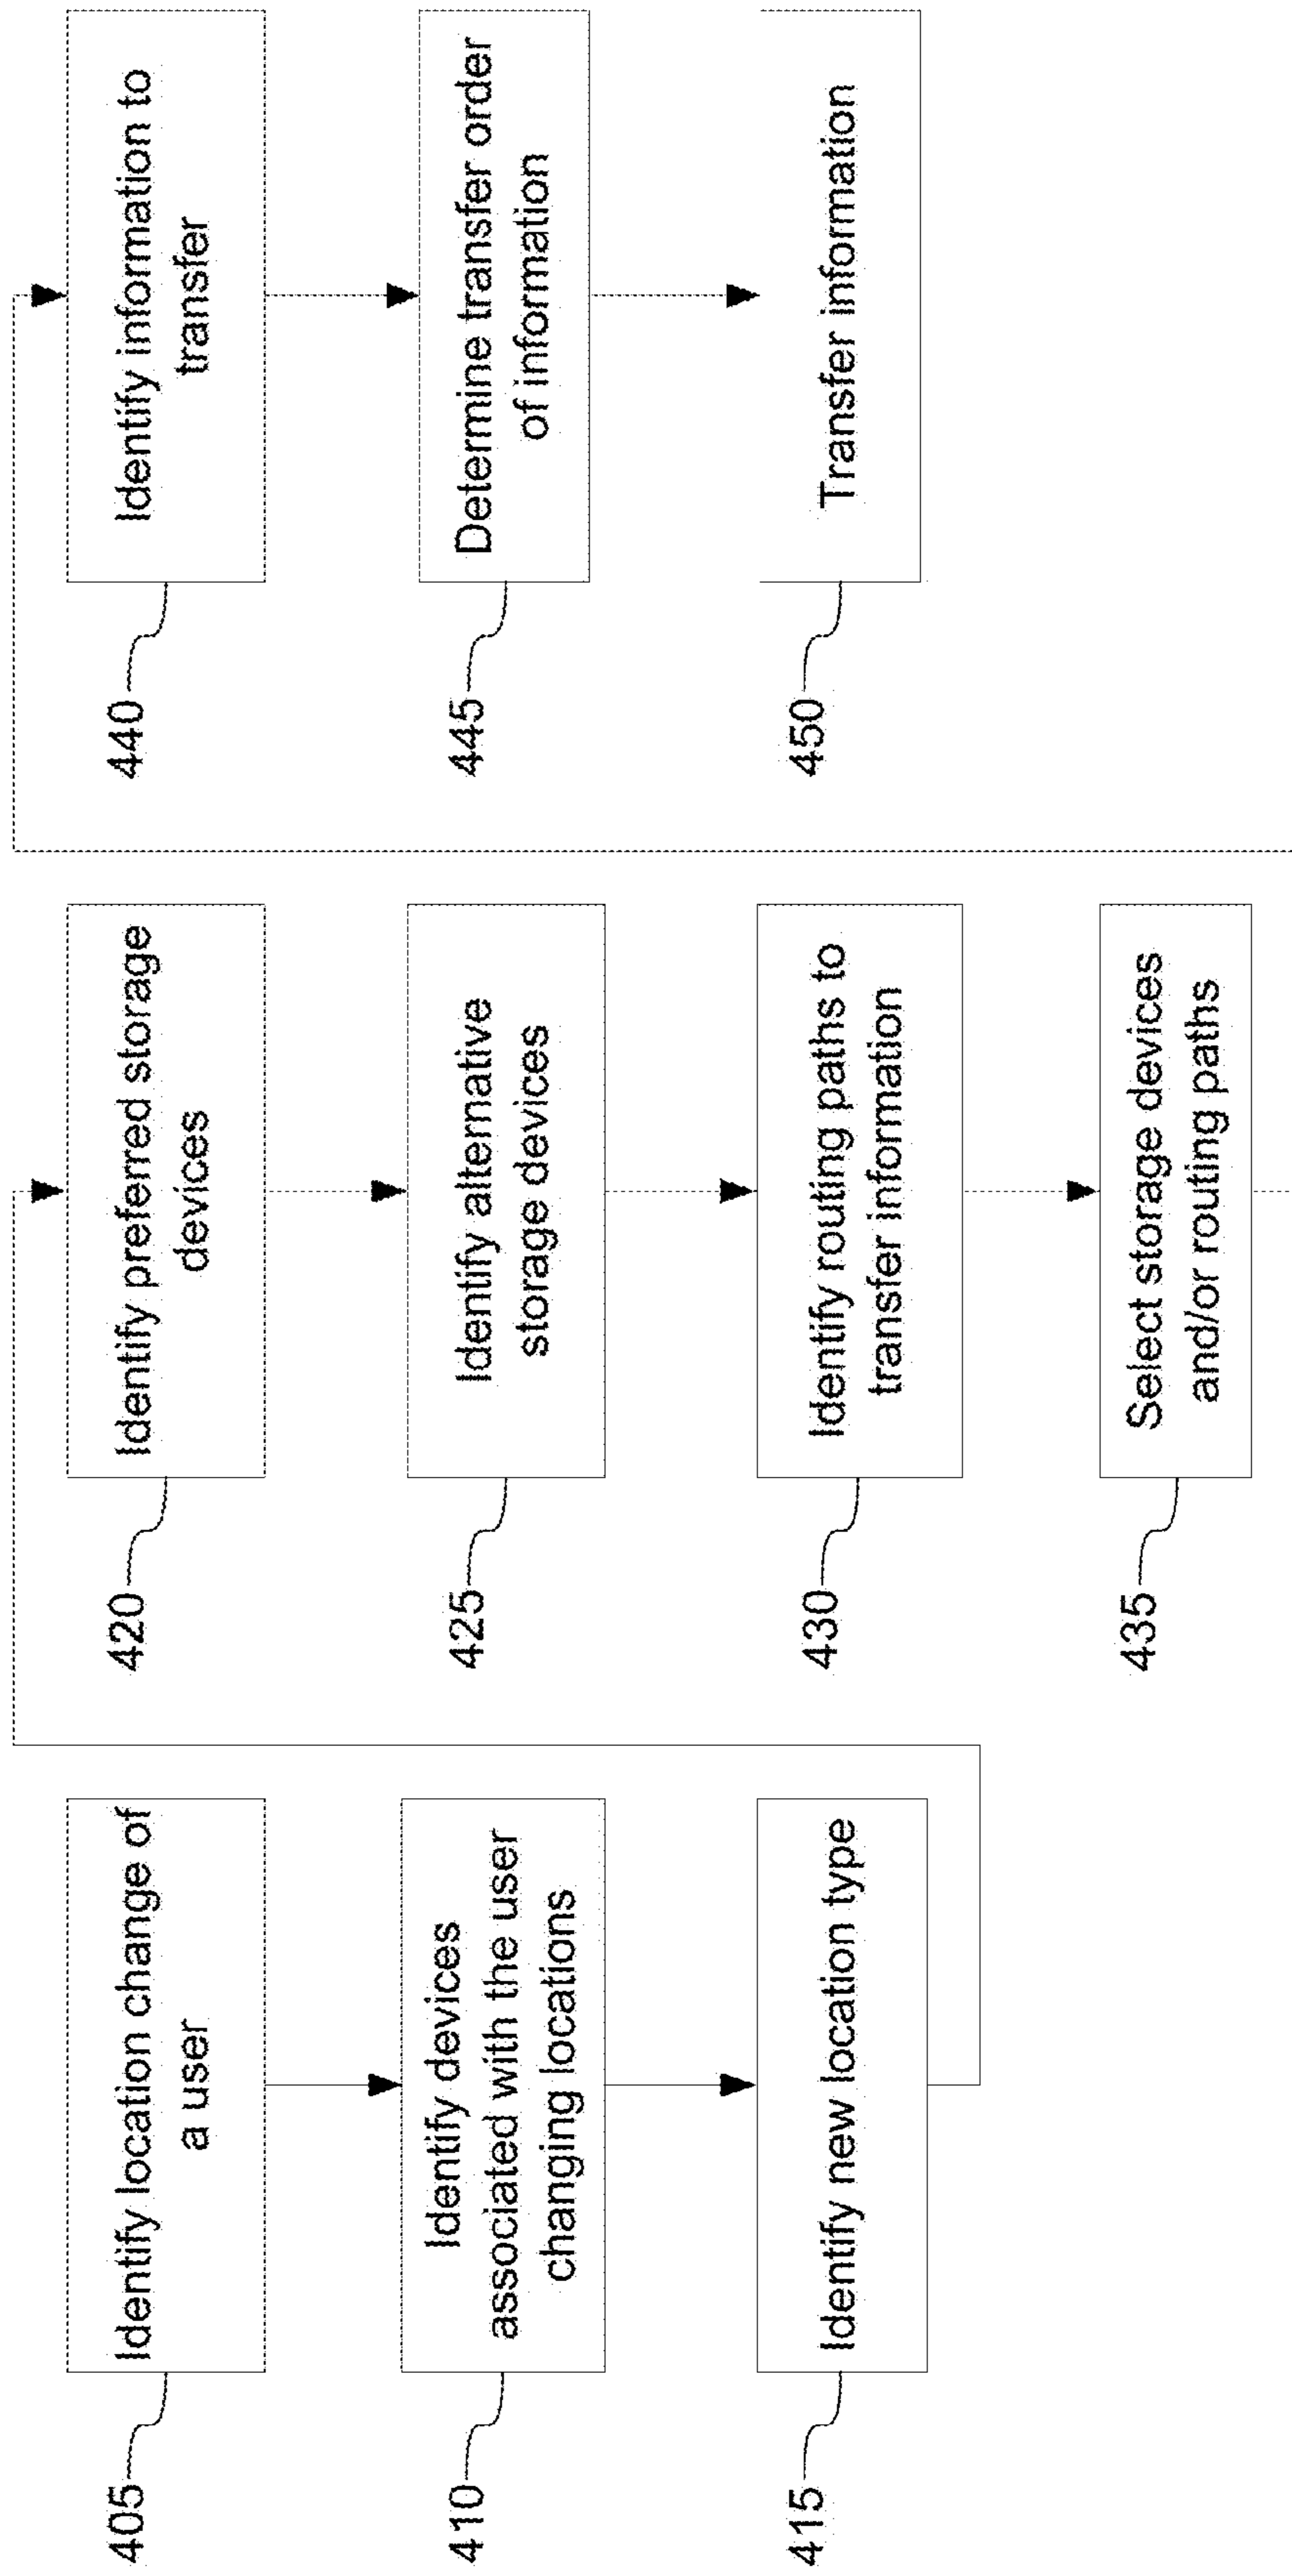 405
Identify location change of
a user
410
Identify devices
associated with the user
changing locations
415
Identify new location type
420
Identify preferred storage
devices
425
Identify alternative
storage devices
430
Identify routing paths to
transfer information
435
Select storage devices
and/or routing paths
440
Identify information to
transfer
445
Determine transfer order
of information
450
Transfer information